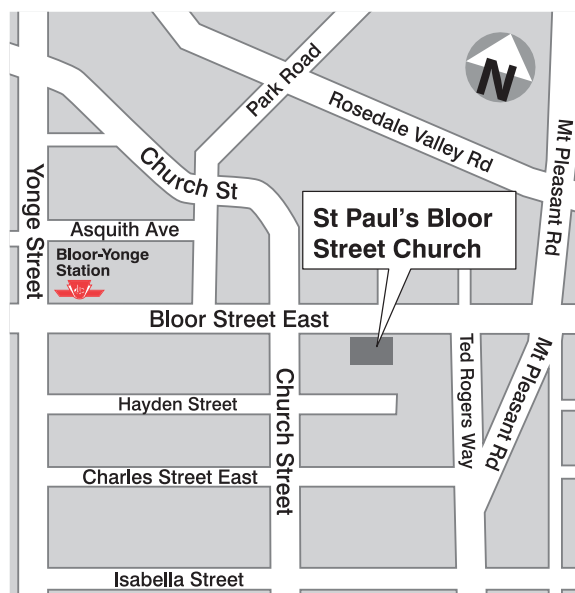 N
Park Road
Rosedale Valley Rd
Mt Pleasant Rd
Church St
Yonge Street
St Paul's Bloor
Street Church
Asquith Ave
Bloor-Yonge
Station
Bloor Street East
Ted Rogers Way
Mt Pleasant Rd
Church Street
Hayden Street
Charles Street East
Isabella Street